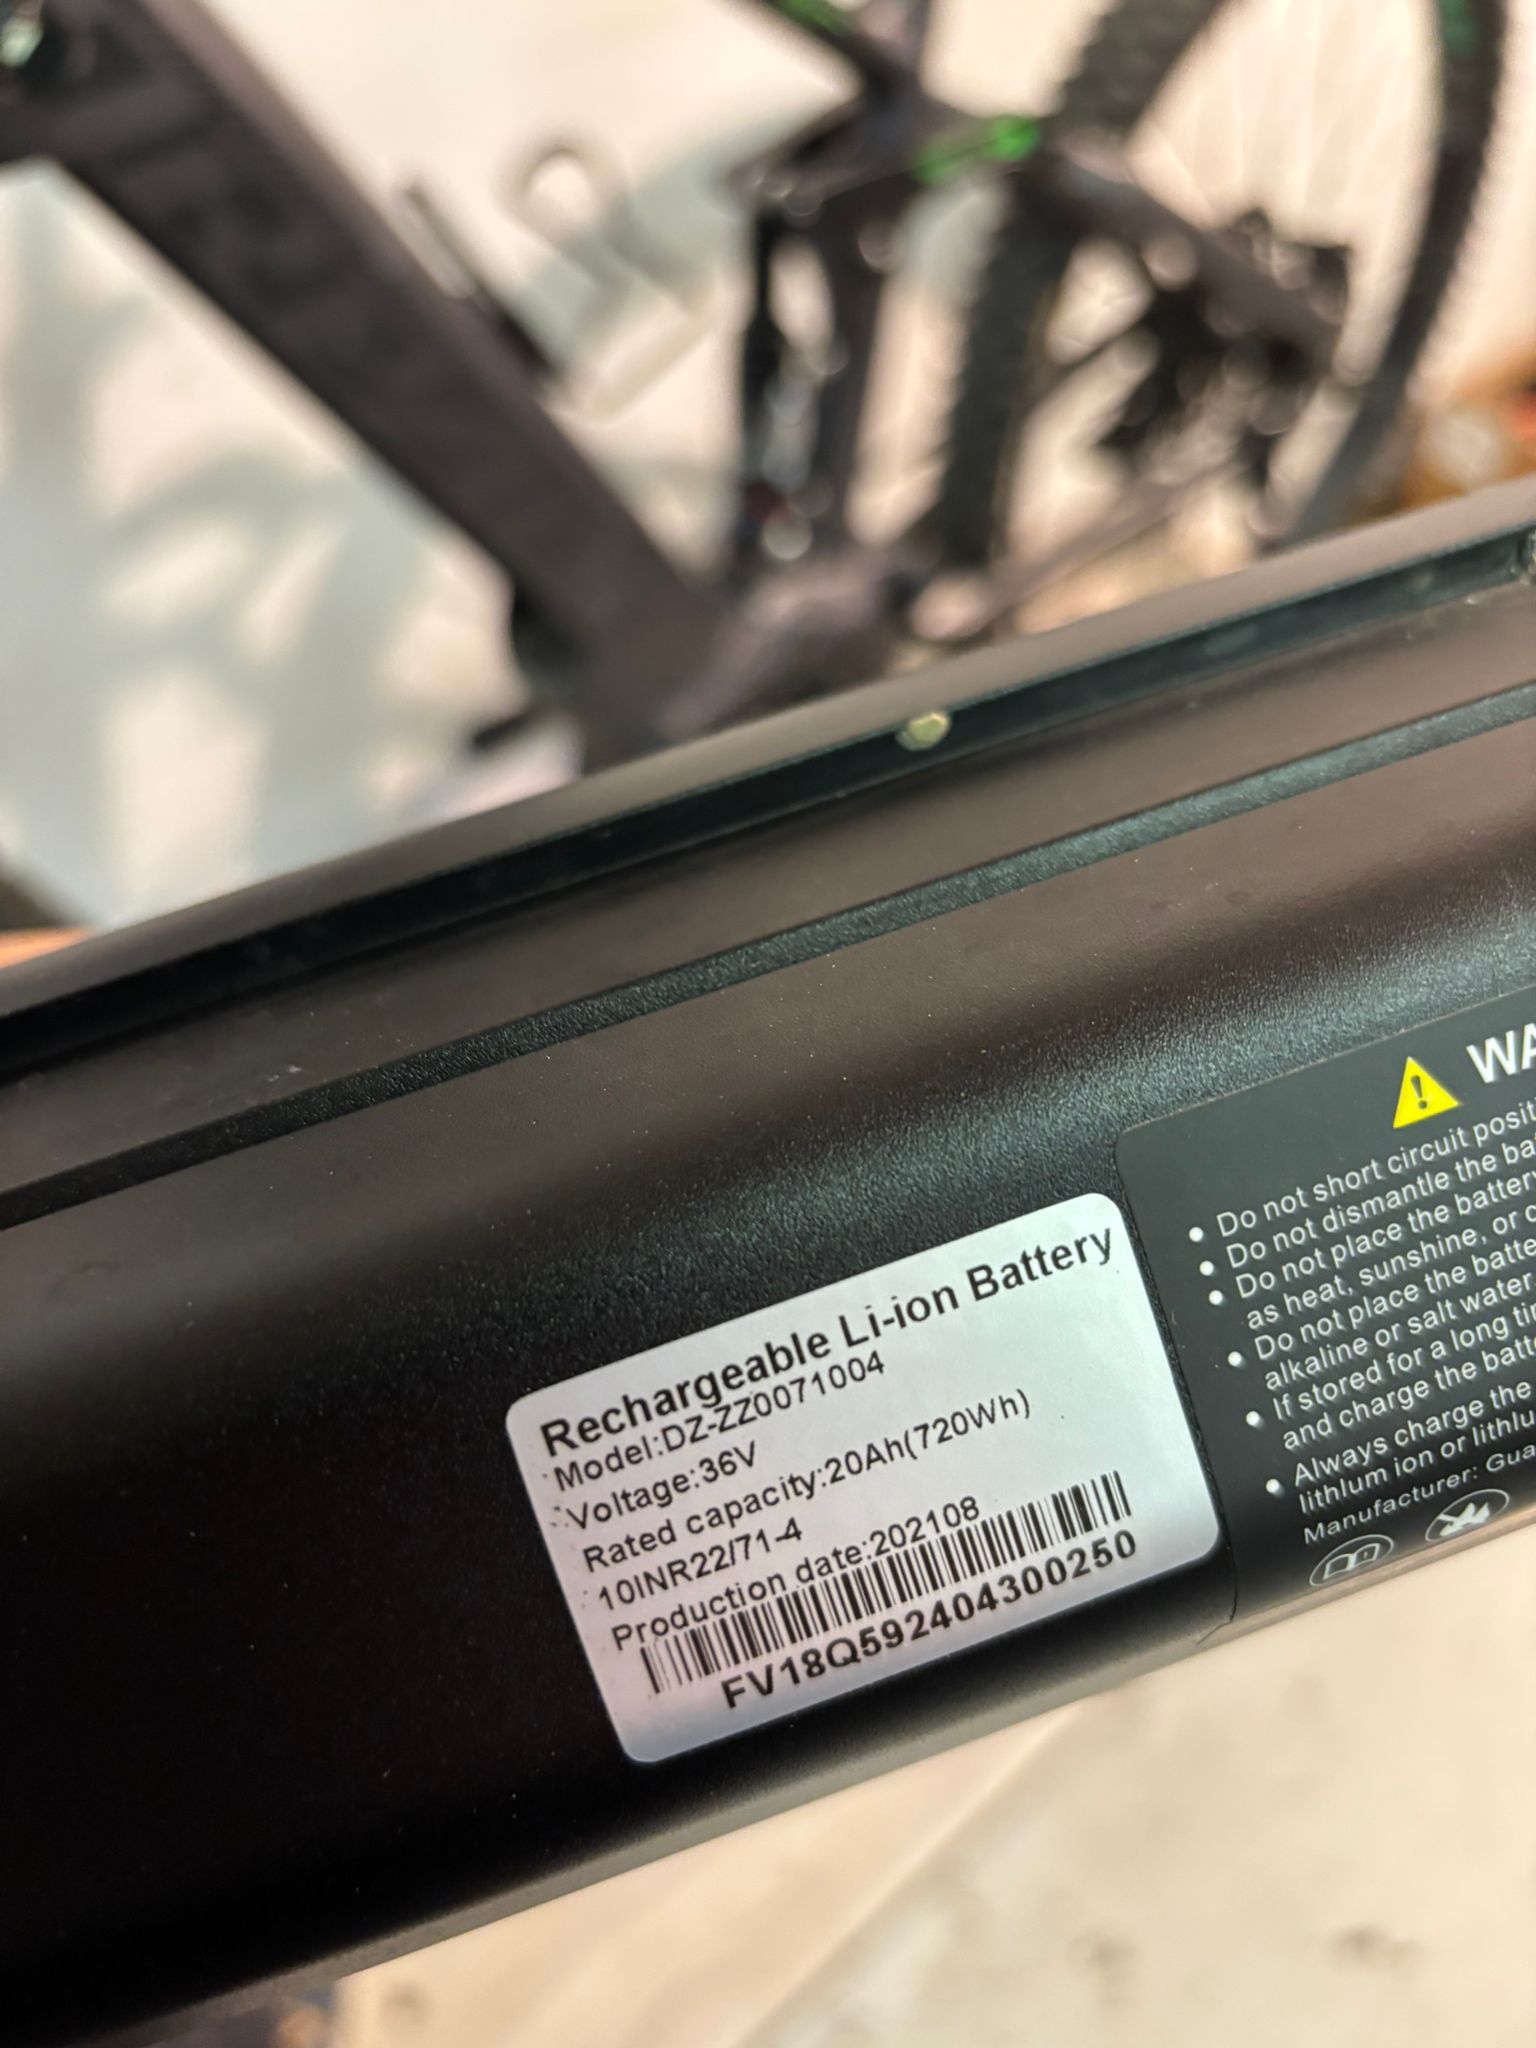 Rechargeable Li-ion Battery
Model:DZ-ZZ0071004
Voltage:36V
Rated capacity:20Ah(720Wh)
10INR22/71-4
Production date:202108
FV18Q592404300250
• Do not short circuit
• Do not dismantle the
• Do not place the
as heat, sunshine, or
• Do not place the
alkaline or salt water
• If stored for a long
and charge the
• Always charge the
lithium ion or
Manufacturer: